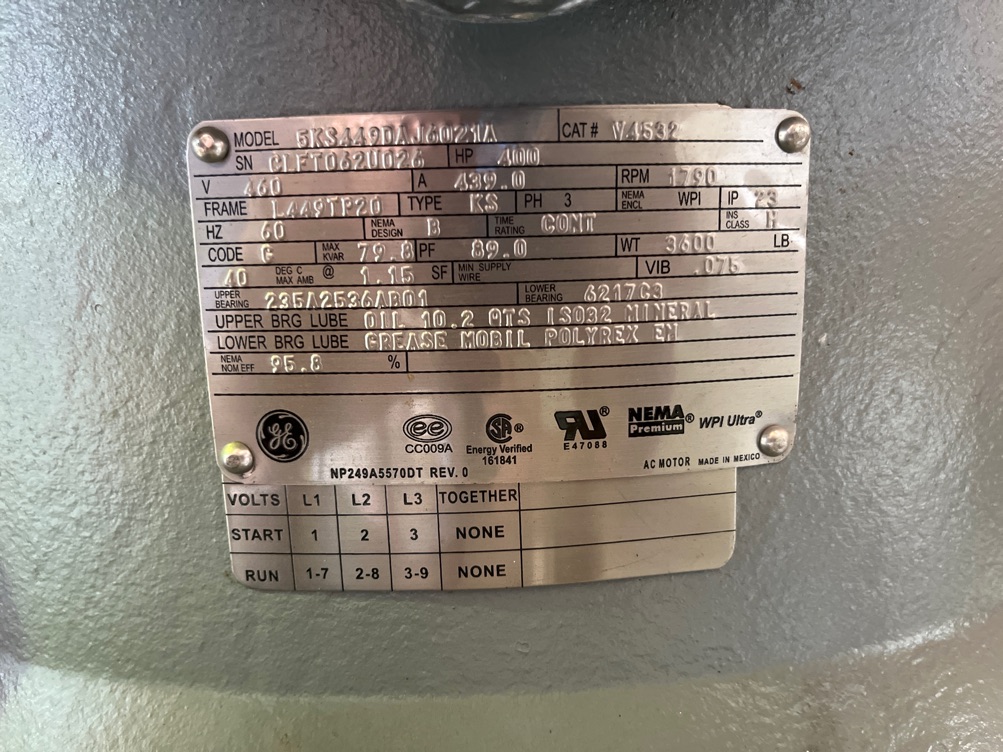 MODEL 5KS449DAJ6021A CAT # V4532
SN CLFT062U026 HP 400
V 460 A 439.0 RPM 1790
FRAME L449TP20 TYPE KS PH 3 NEMA ENCL WPI IP 23
HZ 60 NEMA DESIGN B TIME RATING CONT INS CLASS H
CODE G MAX KVAR 79.8 PF 89.0 WT 3600 LB
40 DEG C MAX AMB @ 1.15 SF MIN SUPPLY WIRE VIB .075
UPPER BEARING 235A2536AB01 LOWER BEARING 6217C3
UPPER BRG LUBE OIL 10.2 QTS ISO32 MINERAL
LOWER BRG LUBE GREASE MOBIL POLYREX EM
NEMA NOM EFF 95.8 %
GE ee SA ® RU ® NEMA Premium ® WPI Ultra®
CC009A Energy Verified 161841 E47088
NP249A5570DT REV. 0 AC MOTOR MADE IN MEXICO
VOLTS L1 L2 L3 TOGETHER
START 1 2 3 NONE
RUN 1-7 2-8 3-9 NONE